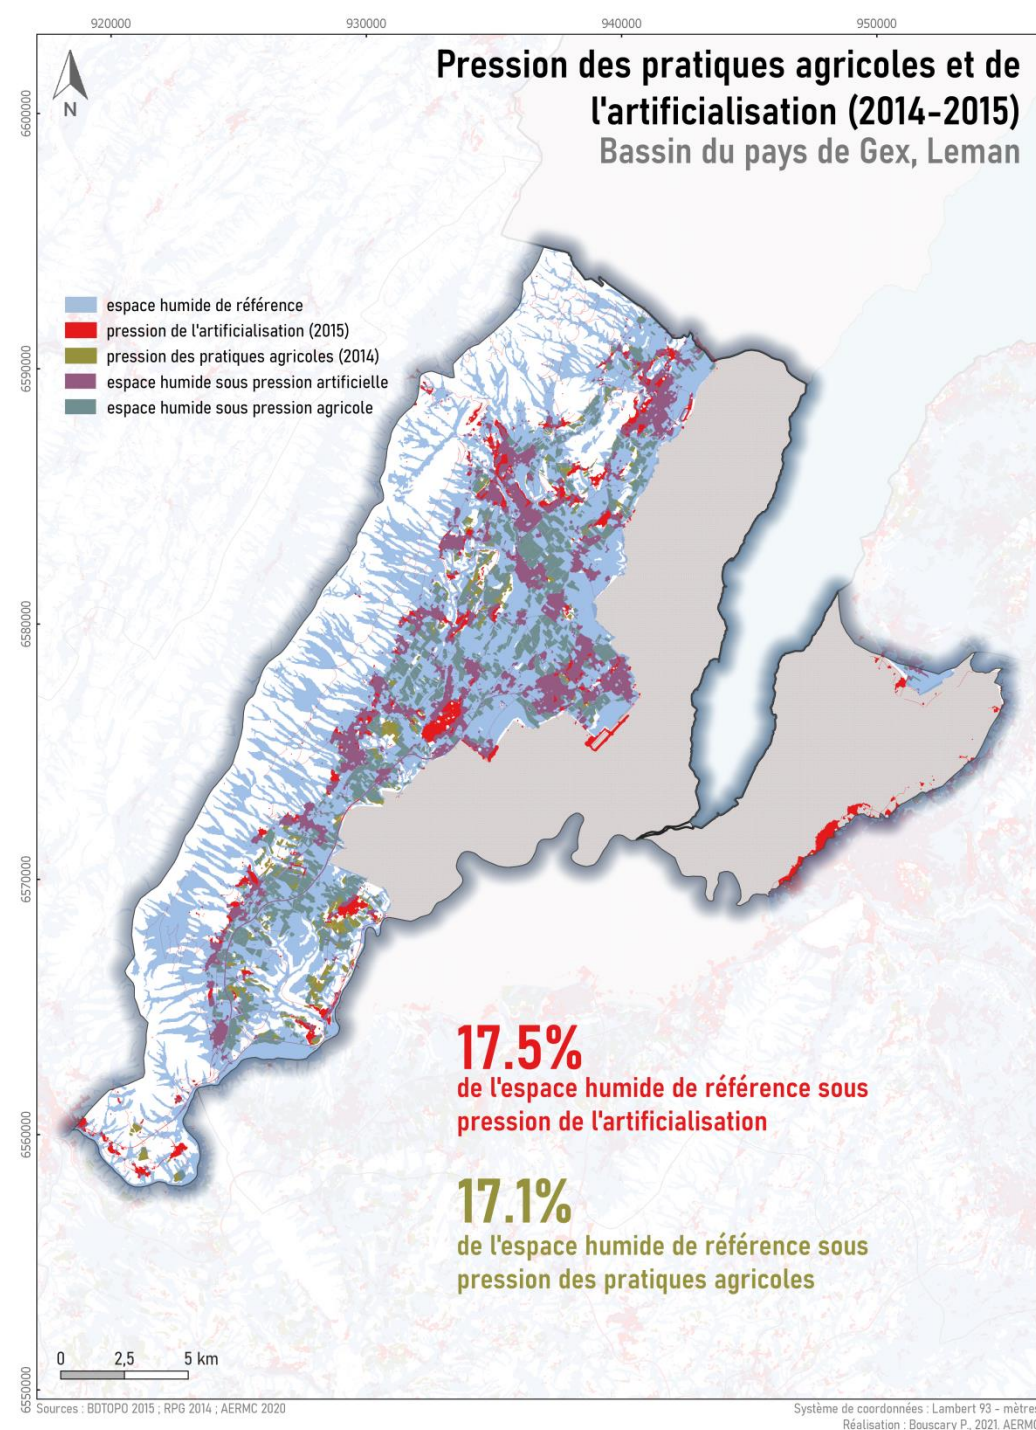 920000
930000
940000
950000
Pression des pratiques agricoles et de
l'artificialisation (2014-2015)
Bassin du pays de Gex, Leman
N
6600000
6590000
6580000
6570000
6560000
6550000
espace humide de référence
pression de l'artificialisation (2015)
pression des pratiques agricoles (2014)
espace humide sous pression artificielle
espace humide sous pression agricole
17.5%
de l'espace humide de référence sous
pression de l'artificialisation
17.1%
de l'espace humide de référence sous
pression des pratiques agricoles
0 2,5 5 km
Sources : BDTOPO 2015 ; RPG 2014 ; AERMC 2020
Système de coordonnées : Lambert 93 - mètres
Réalisation : Bouscary P., 2021. AERMC